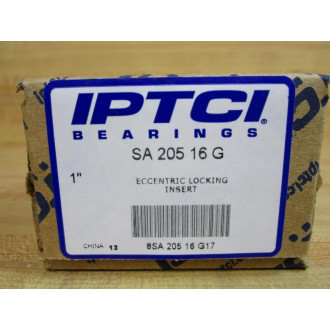 IPTCI®
BEARINGS
SA 205 16 G
1"
ECCENTRIC LOCKING
INSERT
CHINA 13
8SA 205 16 G17